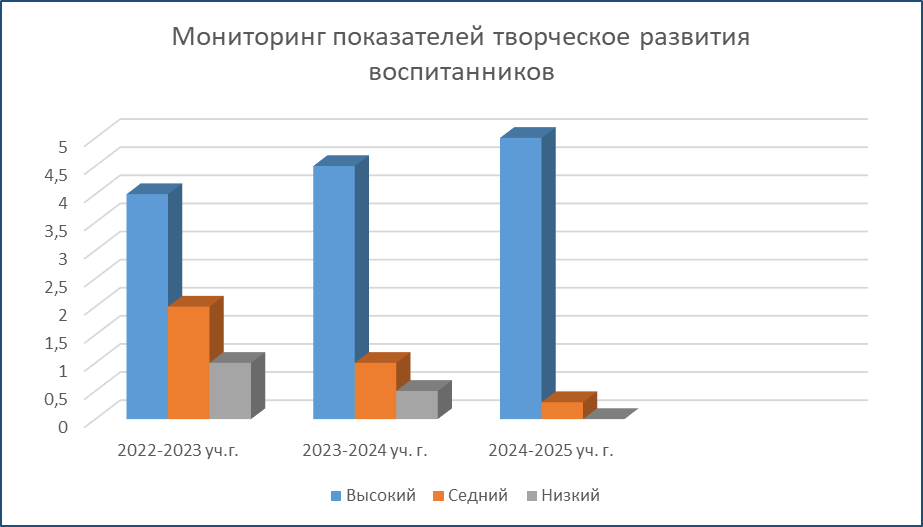 Мониторинг показателей творческое развития
воспитанников
5
4,5
4
3,5
3
2,5
2
1,5
1
0,5
0
2022-2023 уч.г.
2023-2024 уч. г.
2024-2025 уч. г.
Высокий
Седний
Низкий